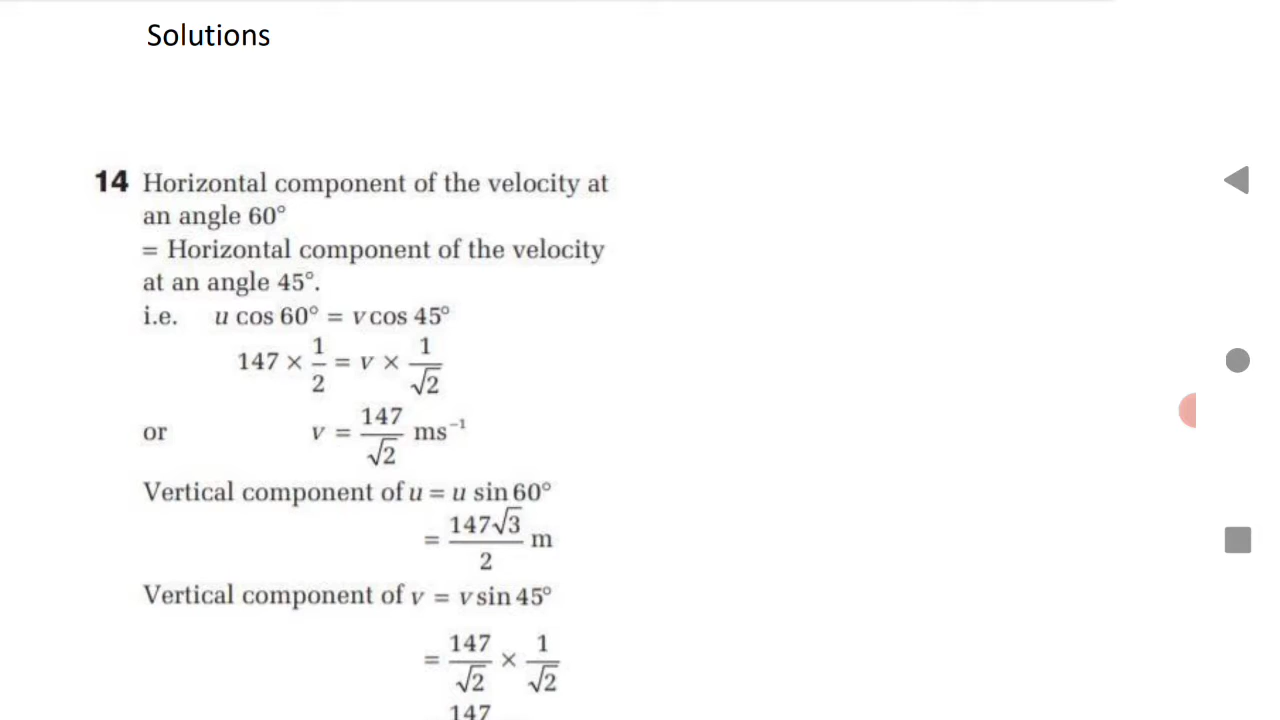 Solutions
14 Horizontal component of the velocity at
an angle 60°
= Horizontal component of the velocity
at an angle 45°.
i.e. u cos 60° = v cos 45°
147 × 1/2 = v × 1/√2
or v = 147/√2 ms⁻¹
Vertical component of u = u sin 60°
= 147√3/2 m
Vertical component of v = v sin 45°
= 147/√2 × 1/√2
147